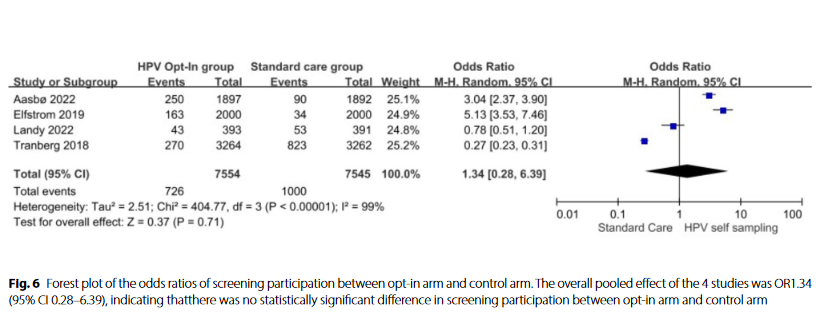 HPV Opt-In group Standard care group Odds Ratio Odds Ratio
Study or Subgroup Events Total Events Total Weight M-H. Random. 95% CI M-H. Random. 95% CI
Aasbø 2022 250 1897 90 1892 25.1% 3.04 [2.37, 3.90]
Elfstrom 2019 163 2000 34 2000 24.9% 5.13 [3.53, 7.46]
Landy 2022 43 393 53 391 24.8% 0.78 [0.51, 1.20]
Tranberg 2018 270 3264 823 3262 25.2% 0.27 [0.23, 0.31]
Total (95% CI) 7554 7545 100.0% 1.34 [0.28, 6.39]
Total events 726 1000
Heterogeneity: Tau² = 2.51; Chi² = 404.77, df = 3 (P < 0.00001); I² = 99%
Test for overall effect: Z = 0.37 (P = 0.71)
0.01 0.1 1 10 100
Standard Care HPV self sampling
Fig. 6 Forest plot of the odds ratios of screening participation between opt-in arm and control arm. The overall pooled effect of the 4 studies was OR1.34
(95% CI 0.28–6.39), indicating thatthere was no statistically significant difference in screening participation between opt-in arm and control arm